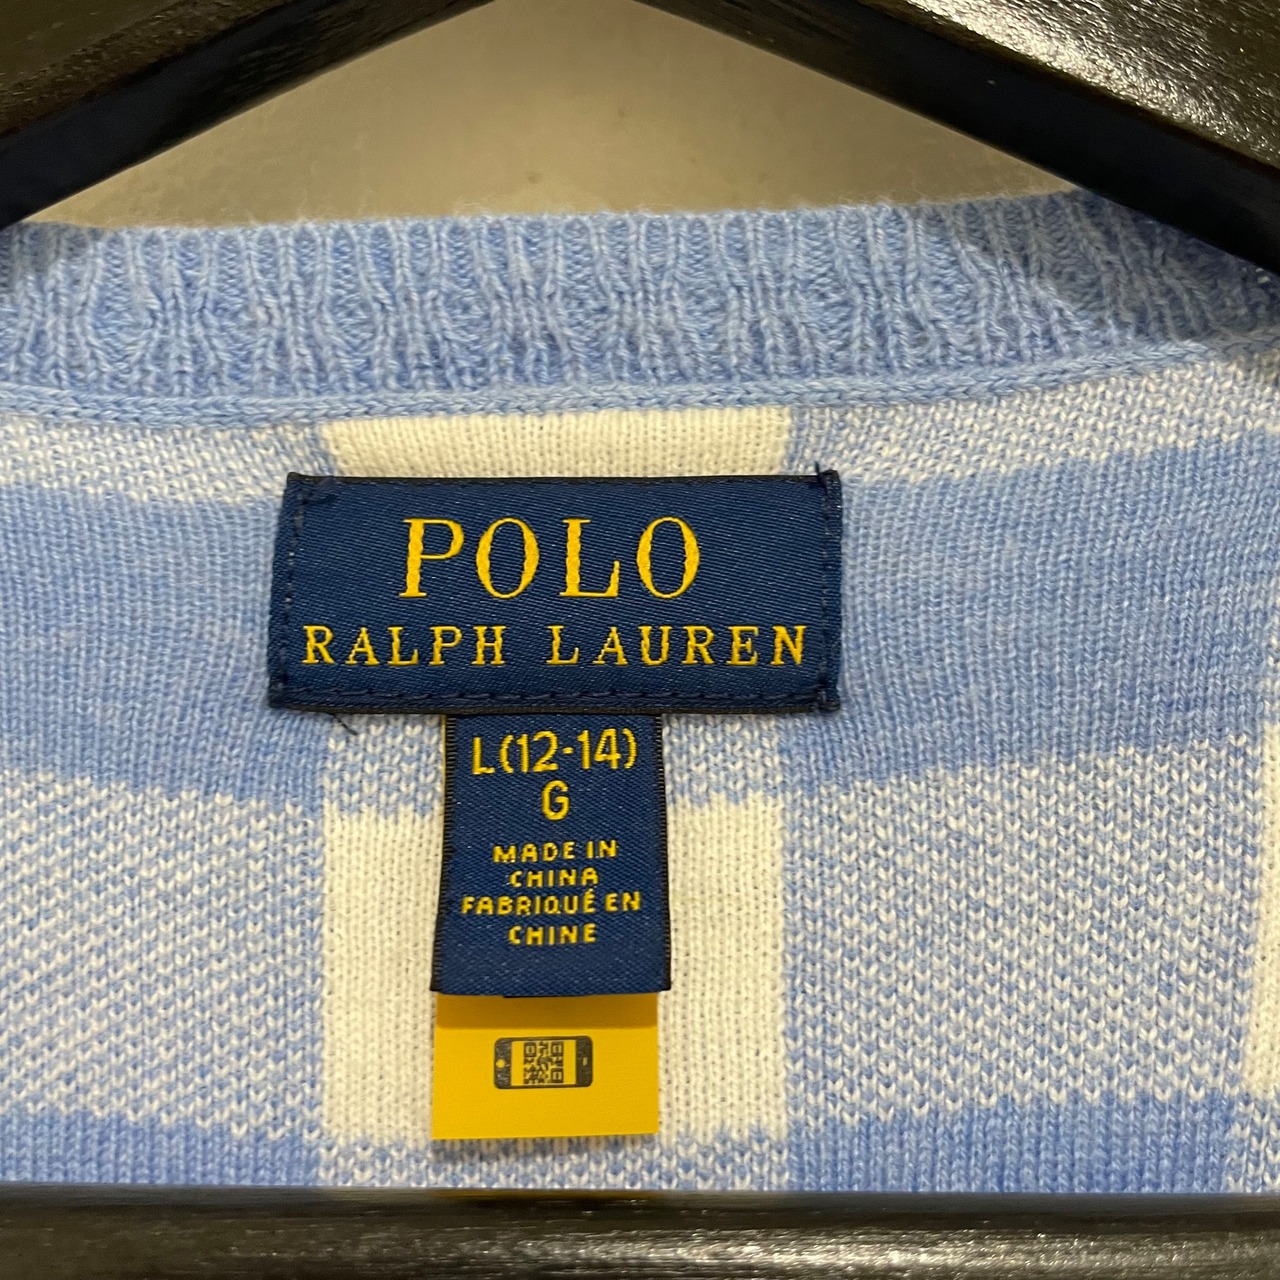 POLO
RALPH LAUREN
L(12-14)
G
MADE IN
CHINA
FABRIQUÉ EN
CHINE